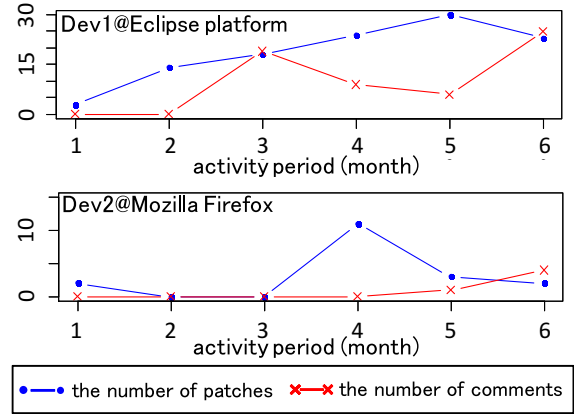 Dev1@Eclipse platform
30
15
0
1 2 3 4 5 6
activity period (month)
Dev2@Mozilla Firefox
10
0
1 2 3 4 5 6
activity period (month)
the number of patches the number of comments